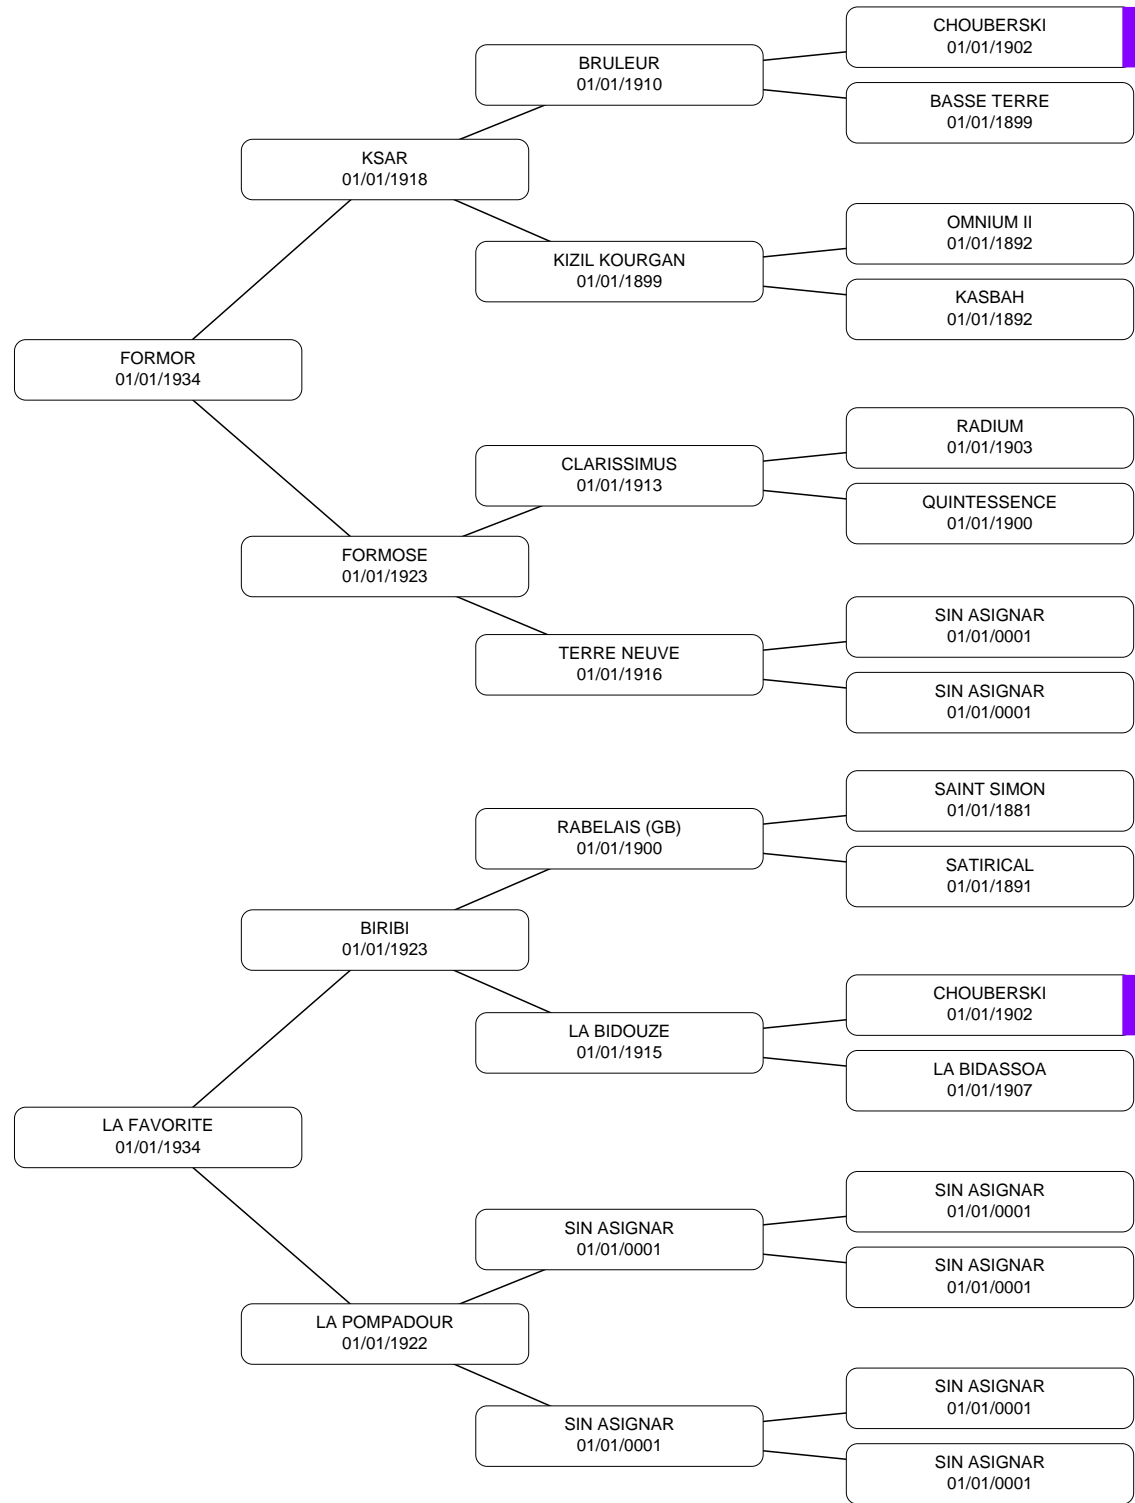 CHOUBERSKI
01/01/1902
BRULEUR
01/01/1910
BASSE TERRE
01/01/1899
KSAR
01/01/1918
OMNIUM II
01/01/1892
KIZIL KOURGAN
01/01/1899
KASBAH
01/01/1892
FORMOR
01/01/1934
RADIUM
01/01/1903
CLARISSIMUS
01/01/1913
QUINTESSENCE
01/01/1900
FORMOSE
01/01/1923
SIN ASIGNAR
01/01/0001
TERRE NEUVE
01/01/1916
SIN ASIGNAR
01/01/0001
SAINT SIMON
01/01/1881
RABELAIS (GB)
01/01/1900
SATIRICAL
01/01/1891
BIRIBI
01/01/1923
CHOUBERSKI
01/01/1902
LA BIDOUZE
01/01/1915
LA BIDASSOA
01/01/1907
LA FAVORITE
01/01/1934
SIN ASIGNAR
01/01/0001
SIN ASIGNAR
01/01/0001
SIN ASIGNAR
01/01/0001
LA POMPADOUR
01/01/1922
SIN ASIGNAR
01/01/0001
SIN ASIGNAR
01/01/0001
SIN ASIGNAR
01/01/0001